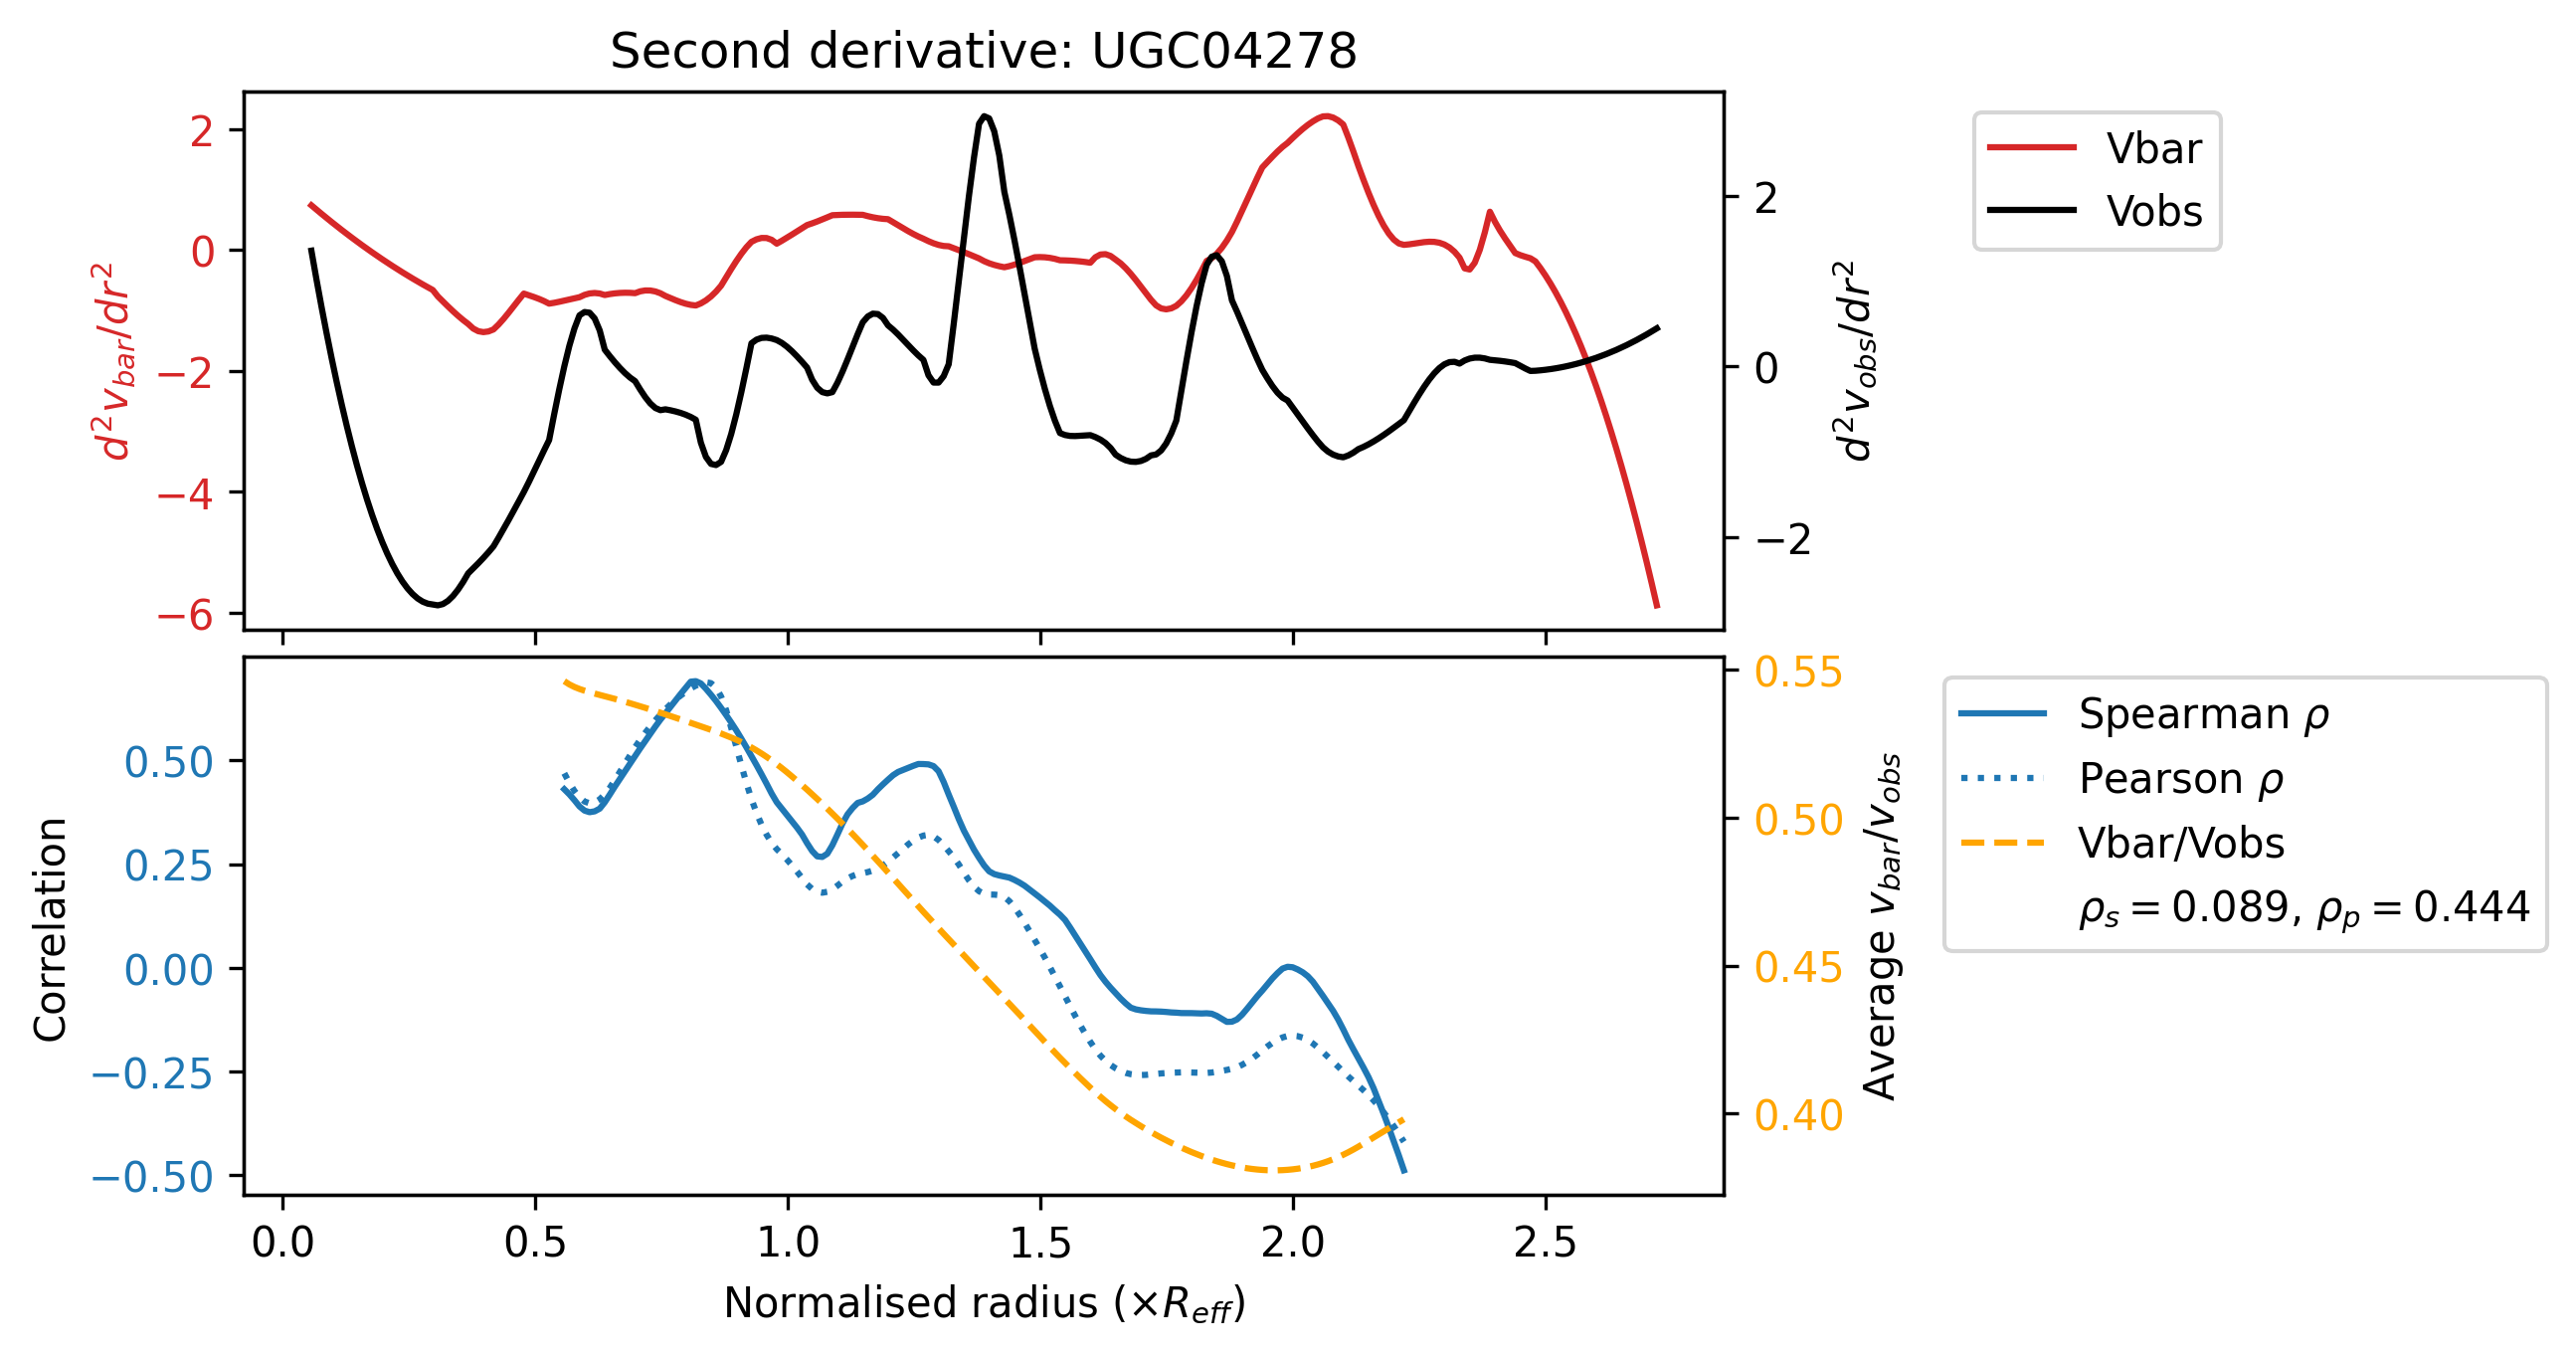 Second derivative: UGC04278
2
0
−2
−4
−6
d²v_bar/dr²
2
0
−2
d²v_obs/dr²
Vbar
Vobs
0.50
0.25
0.00
−0.25
−0.50
Correlation
0.55
0.50
0.45
0.40
Average v_bar/v_obs
Spearman ρ
Pearson ρ
Vbar/Vobs
ρ_s = 0.089, ρ_p = 0.444
0.0 0.5 1.0 1.5 2.0 2.5
Normalised radius (×R_eff)